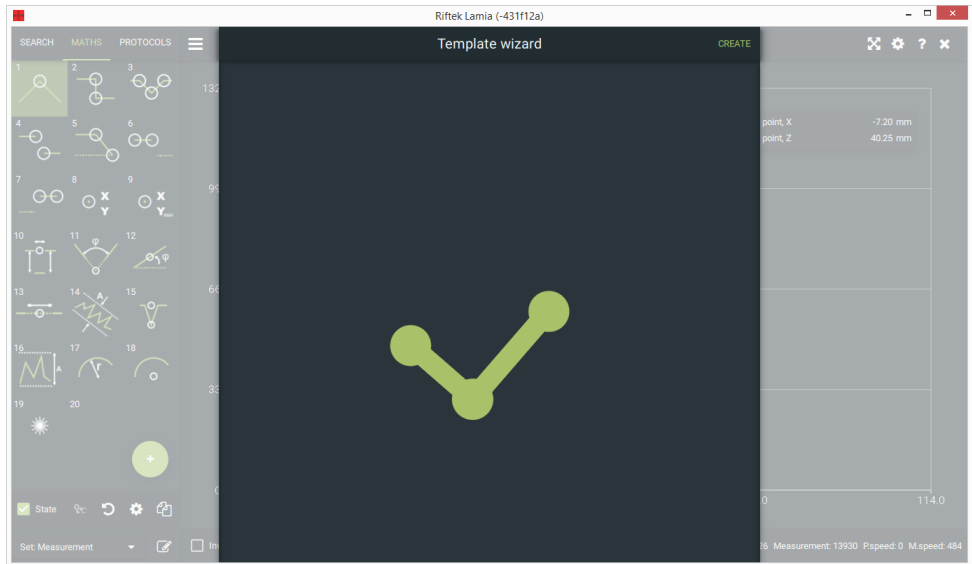 Riftek Lamia (-431f12a)
SEARCH MATHS PROTOCOLS
Template wizard
CREATE
1 2 3
4 5 6
7 8 9
X
Y
X
Y
10 11 12
φ
φ
13 14 15
A
16 17 18
A
r
19 20
+
State
Set: Measurement
132
99
66
33
0
point, X -7.20 mm
point, Z 40.25 mm
.0 114.0
26 Measurement: 13930 P.speed: 0 M.speed: 484